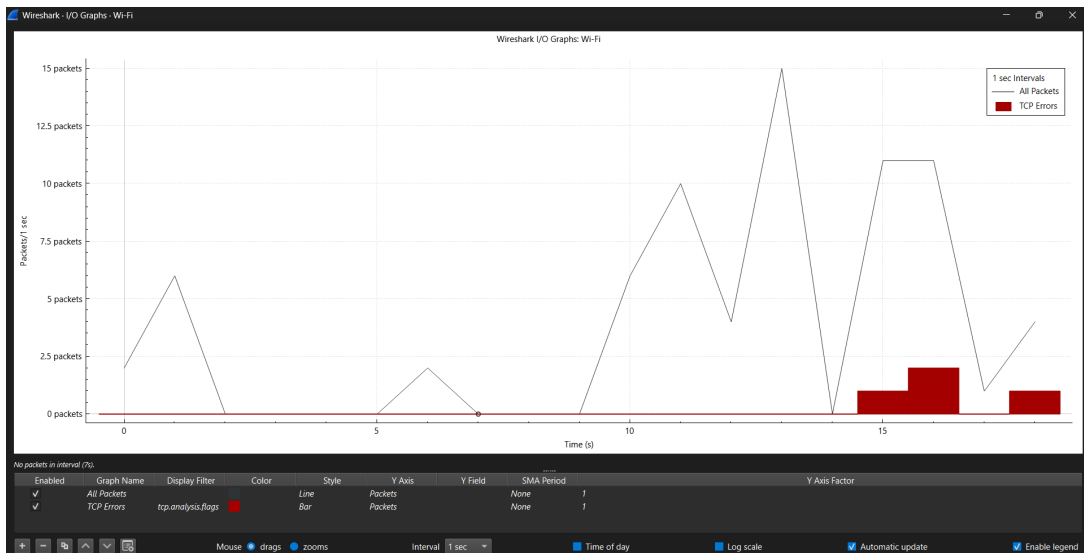 Wireshark · I/O Graphs · Wi-Fi
Wireshark I/O Graphs: Wi-Fi
1 sec Intervals
All Packets
TCP Errors
15 packets
12.5 packets
10 packets
7.5 packets
5 packets
2.5 packets
0 packets
Packets/1 sec
0 5 10 15
Time (s)
No packets in interval (7s).
Enabled Graph Name Display Filter Color Style Y Axis Y Field SMA Period Y Axis Factor
All Packets Line Packets None 1
TCP Errors tcp.analysis.flags Bar Packets None 1
Mouse drags zooms Interval 1 sec Time of day Log scale Automatic update Enable legend